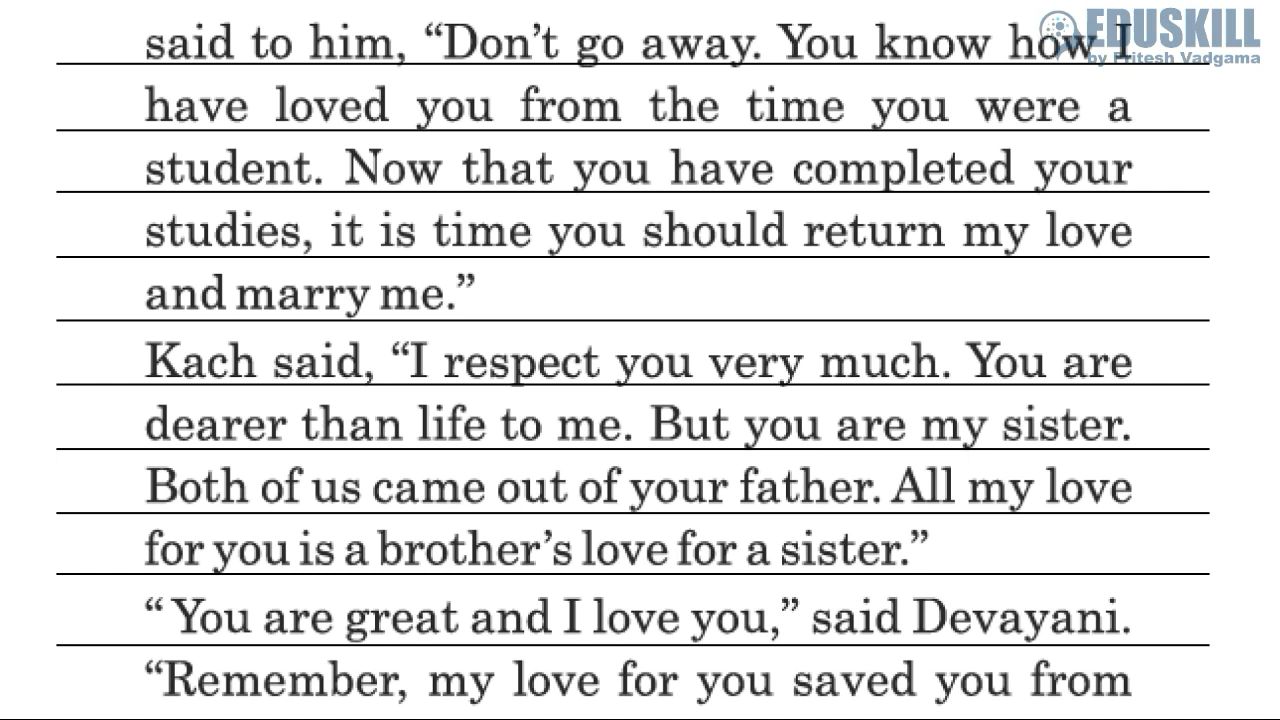 EDUSKILL
by Pritesh Vadgama
said to him, “Don’t go away. You know how I
have loved you from the time you were a
student. Now that you have completed your
studies, it is time you should return my love
and marry me.”
Kach said, “I respect you very much. You are
dearer than life to me. But you are my sister.
Both of us came out of your father. All my love
for you is a brother’s love for a sister.”
“ You are great and I love you,” said Devayani.
“Remember, my love for you saved you from